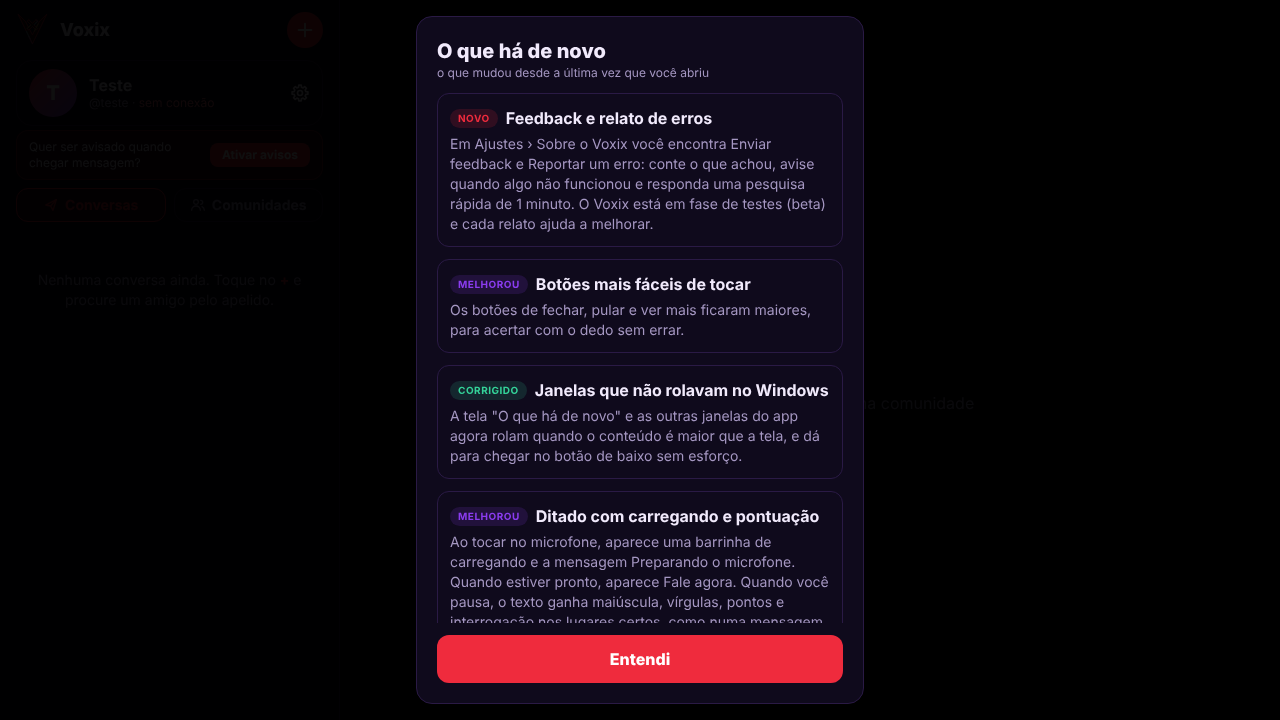 Voxix
+
T
Teste
@teste · sem conexão
Quer ser avisado quando
chegar mensagem?
Ativar avisos
Conversas
Comunidades
Nenhuma conversa ainda. Toque no + e
procure um amigo pelo apelido
O que há de novo
o que mudou desde a última vez que você abriu
NOVO Feedback e relato de erros
Em Ajustes › Sobre o Voxix você encontra Enviar
feedback e Reportar um erro: conte o que achou, avise
quando algo não funcionou e responda uma pesquisa
rápida de 1 minuto. O Voxix está em fase de testes (beta)
e cada relato ajuda a melhorar.
MELHOROU Botões mais fáceis de tocar
Os botões de fechar, pular e ver mais ficaram maiores,
para acertar com o dedo sem errar.
CORRIGIDO Janelas que não rolavam no Windows
A tela "O que há de novo" e as outras janelas do app
agora rolam quando o conteúdo é maior que a tela, e dá
para chegar no botão de baixo sem esforço.
MELHOROU Ditado com carregando e pontuação
Ao tocar no microfone, aparece uma barrinha de
carregando e a mensagem Preparando o microfone.
Quando estiver pronto, aparece Fale agora. Quando você
pausa, o texto ganha maiúscula, vírgulas, pontos e
interrogação nos lugares certos, como numa mensagem
Entendi
comunidade